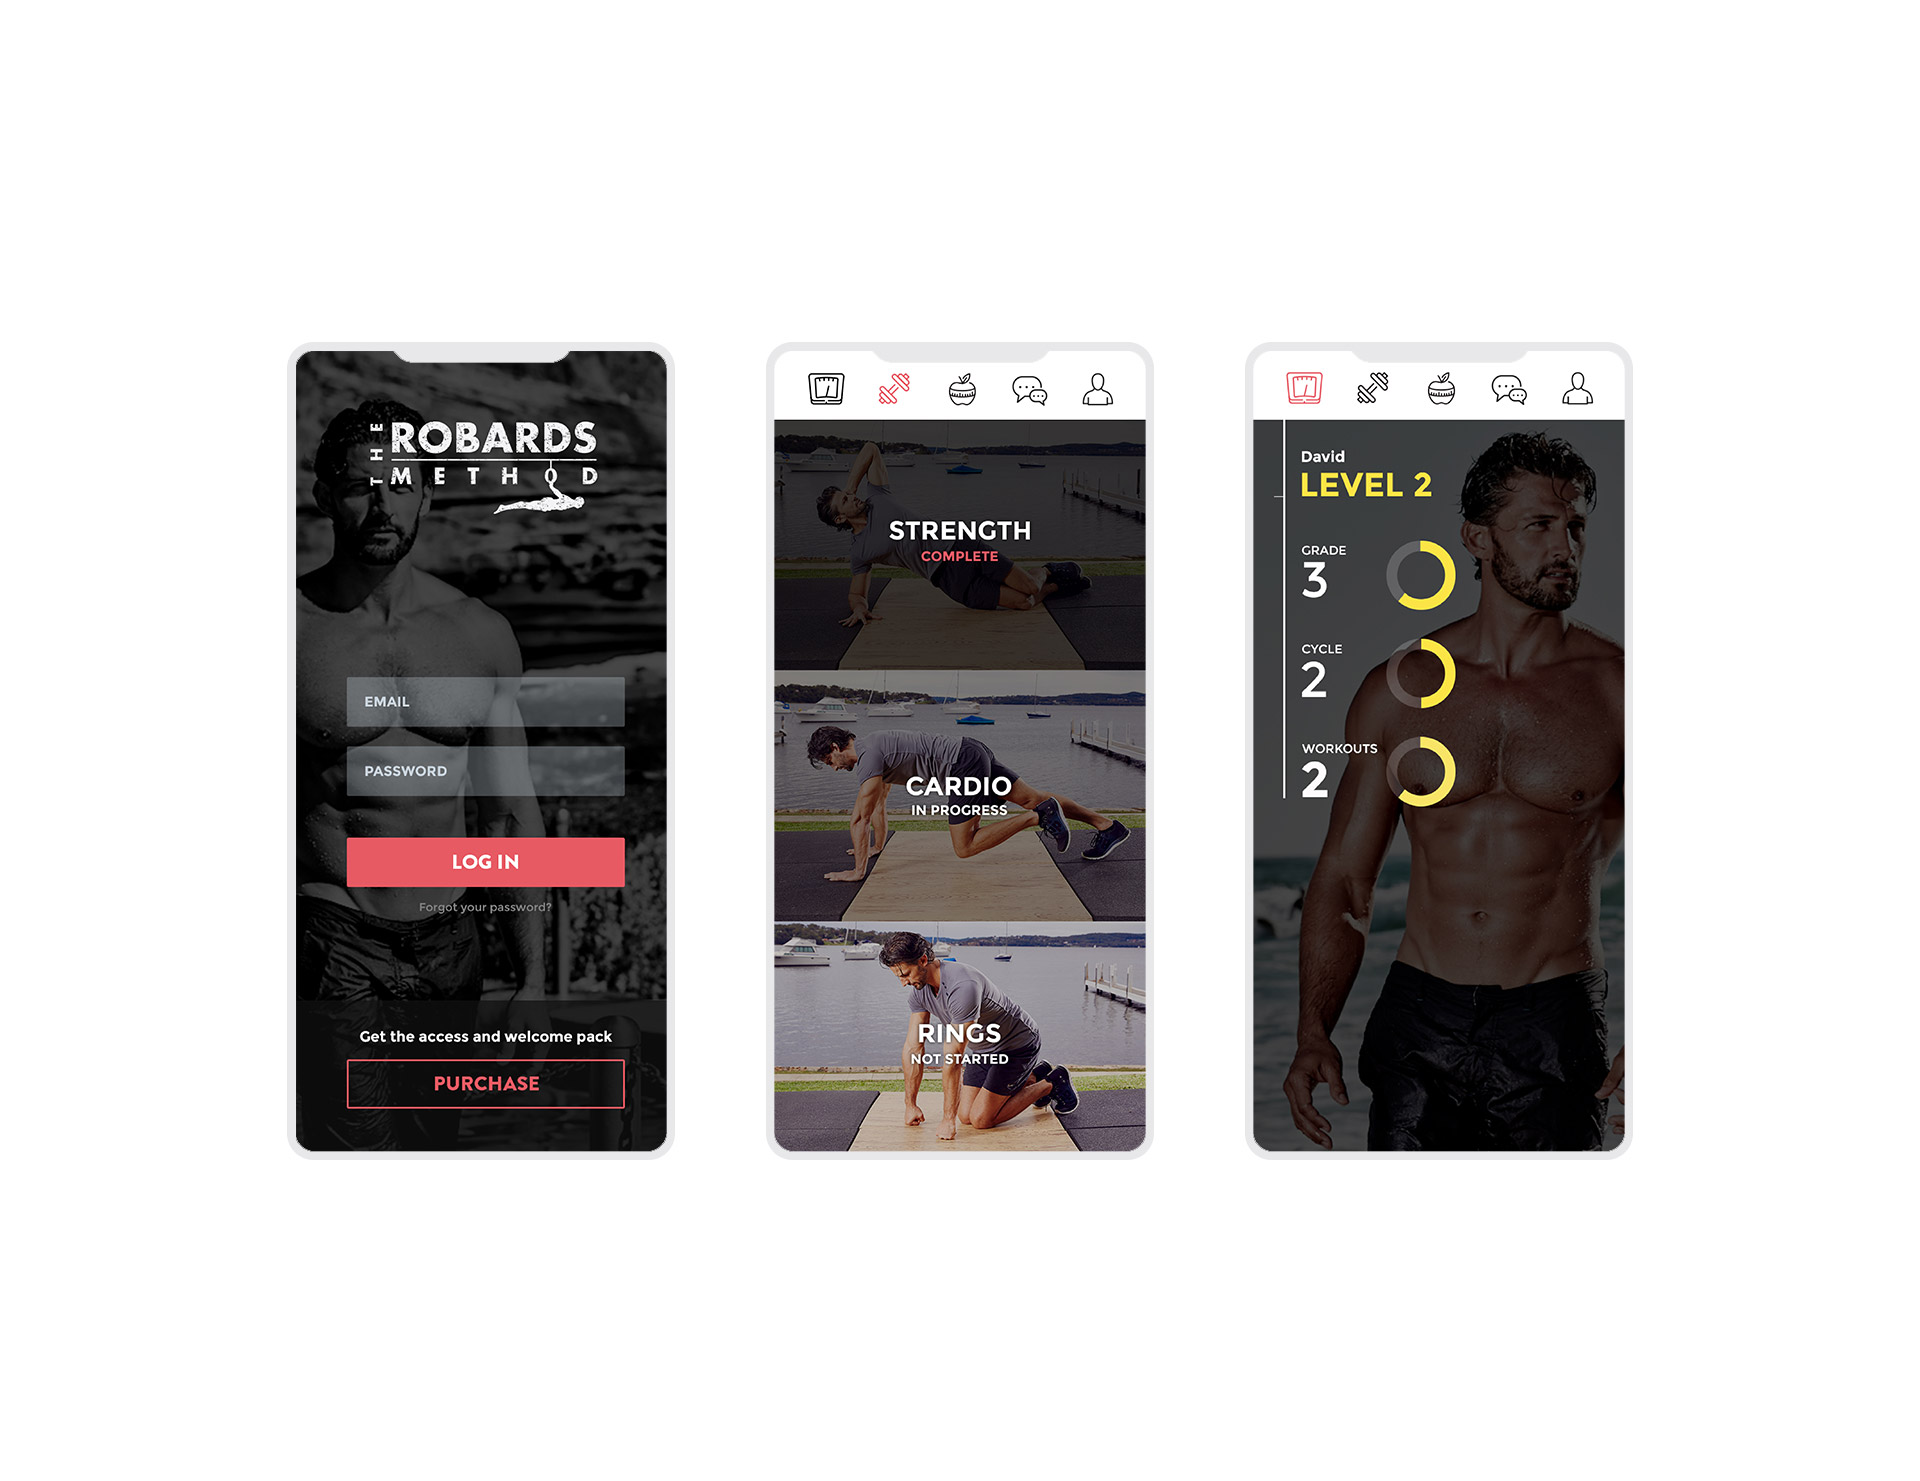 THE
ROBARDS
METHOD
EMAIL
PASSWORD
LOG IN
Forgot your password?
Get the access and welcome pack
PURCHASE
STRENGTH
COMPLETE
CARDIO
IN PROGRESS
RINGS
NOT STARTED
David
LEVEL 2
GRADE
3
CYCLE
2
WORKOUTS
2